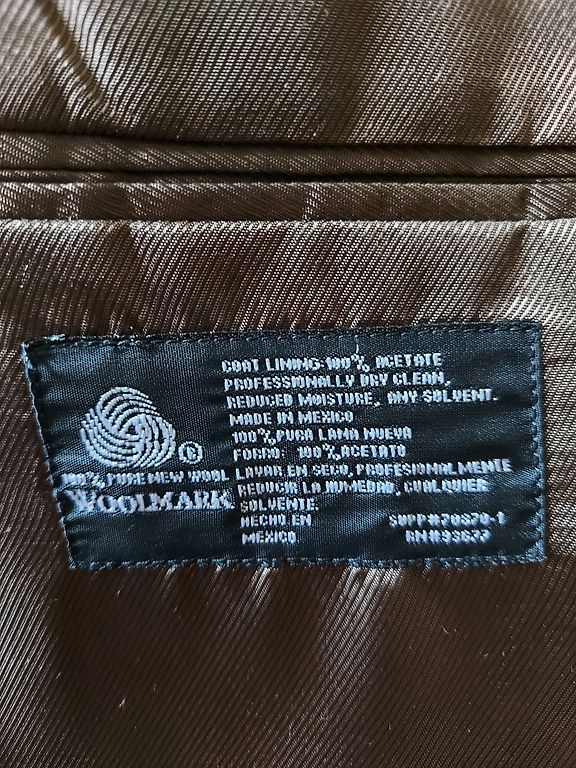 100% PURE NEW WOOL
WOOLMARK
COAT LINING:100% ACETATE
PROFESSIONALLY DRY CLEAN,
REDUCED MOISTURE, ANY SOLVENT.
MADE IN MEXICO
100% PURA LANA NUEVA
FORRO: 100% ACETATO
LAVAR EN SECO, PROFESIONALMENTE
REDUCIR LA HUMEDAD, CUALQUIER
SOLVENTE
HECHO EN
MEXICO